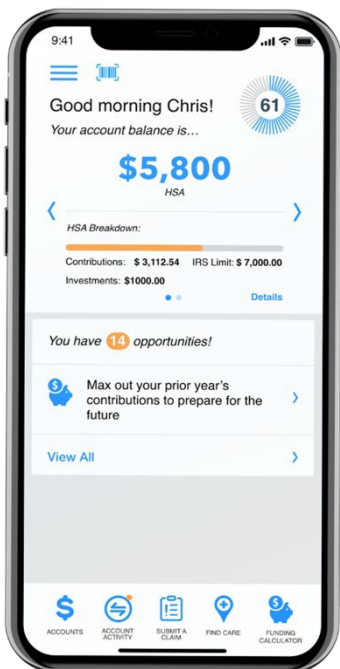 9:41
Good morning Chris!
61
Your account balance is...
$5,800
HSA
HSA Breakdown:
Contributions: $ 3,112.54 IRS Limit: $ 7,000.00
Investments: $1000.00
Details
You have 14 opportunities!
Max out your prior year's
contributions to prepare for the
future
View All
ACCOUNTS
ACCOUNT
ACTIVITY
SUBMIT A
CLAIM
FIND CARE
FUNDING
CALCULATOR